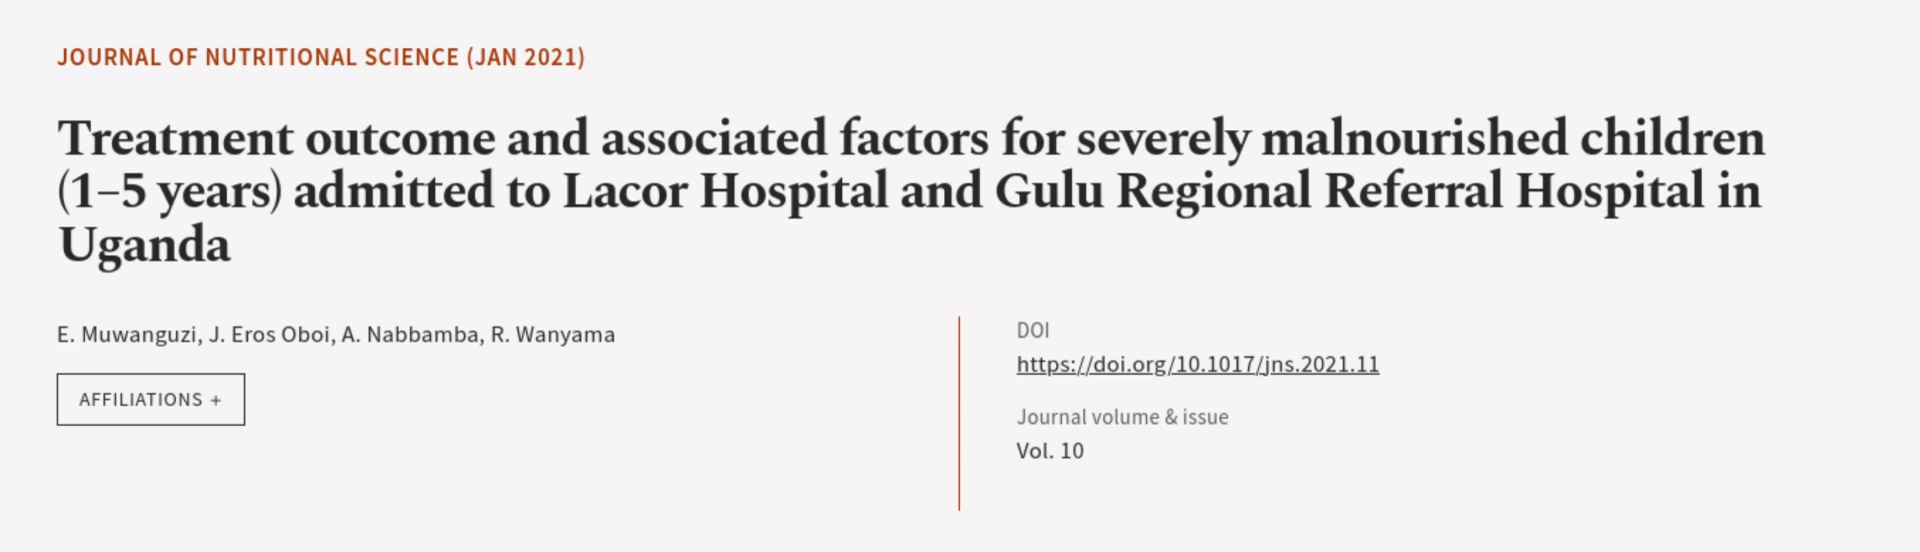 JOURNAL OF NUTRITIONAL SCIENCE (JAN 2021)
Treatment outcome and associated factors for severely malnourished children
(1–5 years) admitted to Lacor Hospital and Gulu Regional Referral Hospital in
Uganda
E. Muwanguzi, J. Eros Oboi, A. Nabbamba, R. Wanyama
AFFILIATIONS +
DOI
https://doi.org/10.1017/jns.2021.11
Journal volume & issue
Vol. 10